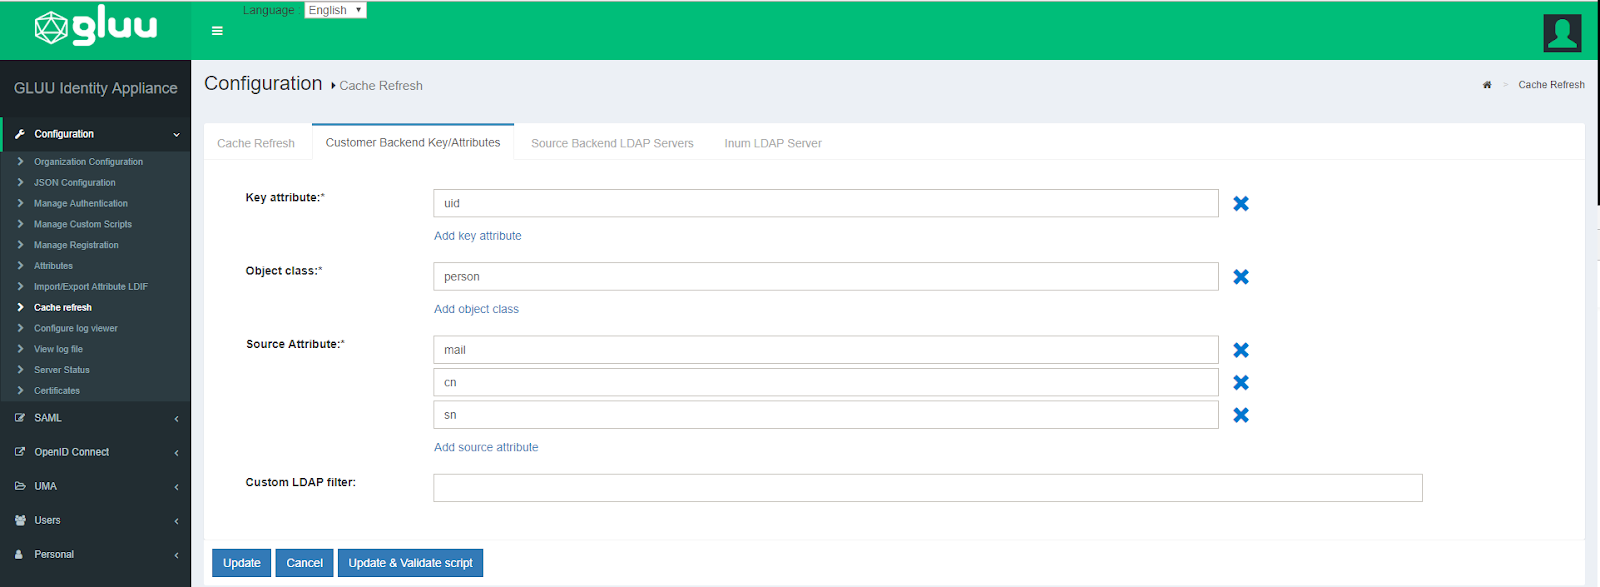 gluu
Language : English
GLUU Identity Appliance
Configuration
Organization Configuration
JSON Configuration
Manage Authentication
Manage Custom Scripts
Manage Registration
Attributes
Import/Export Attribute LDIF
Cache refresh
Configure log viewer
View log file
Server Status
Certificates
SAML
OpenID Connect
UMA
Users
Personal
Configuration Cache Refresh
> Cache Refresh
Cache Refresh Customer Backend Key/Attributes Source Backend LDAP Servers Inum LDAP Server
Key attribute:* uid
Add key attribute
Object class:* person
Add object class
Source Attribute:* mail
cn
sn
Add source attribute
Custom LDAP filter:
Update Cancel Update & Validate script